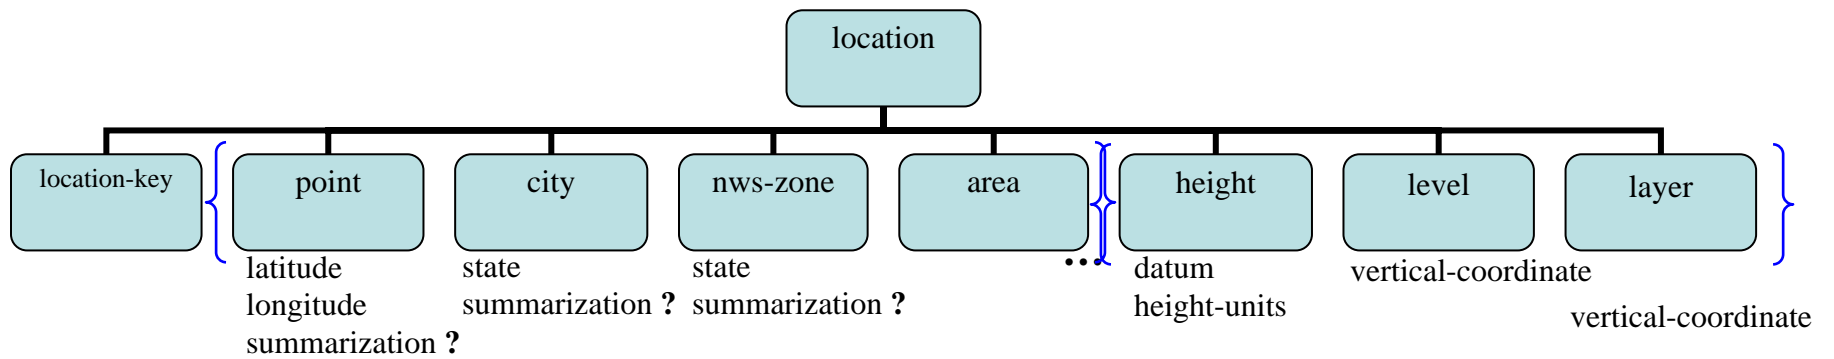 location
location-key
point
city
nws-zone
area
height
level
layer
latitude
longitude
summarization ?
state
summarization ?
state
summarization ?
...
datum
height-units
vertical-coordinate
vertical-coordinate